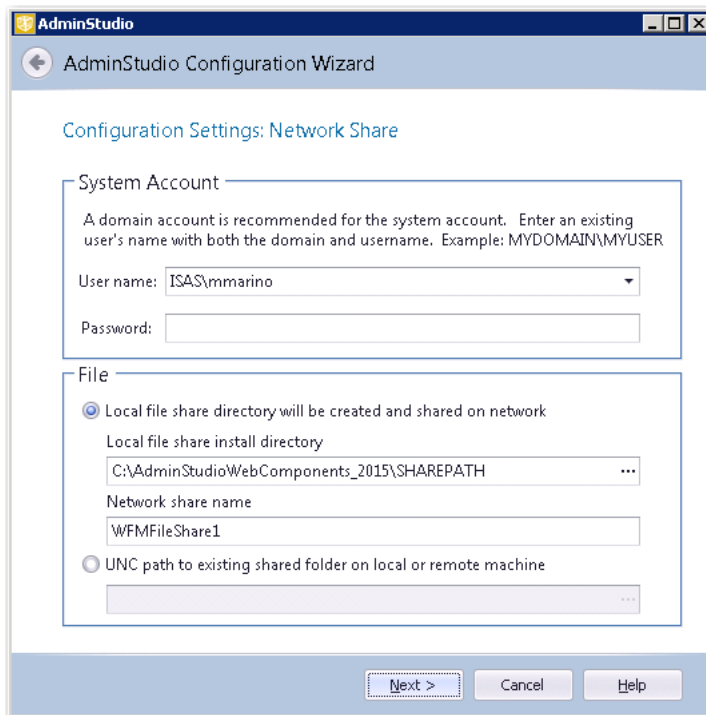 AdminStudio
AdminStudio Configuration Wizard
Configuration Settings: Network Share
System Account
A domain account is recommended for the system account. Enter an existing
user's name with both the domain and username. Example: MYDOMAIN\MYUSER
User name: ISAS\mmarino
Password:
File
Local file share directory will be created and shared on network
Local file share install directory
C:\AdminStudioWebComponents_2015\SHAREPATH ...
Network share name
WFMFileShare1
UNC path to existing shared folder on local or remote machine
...
Next > Cancel Help